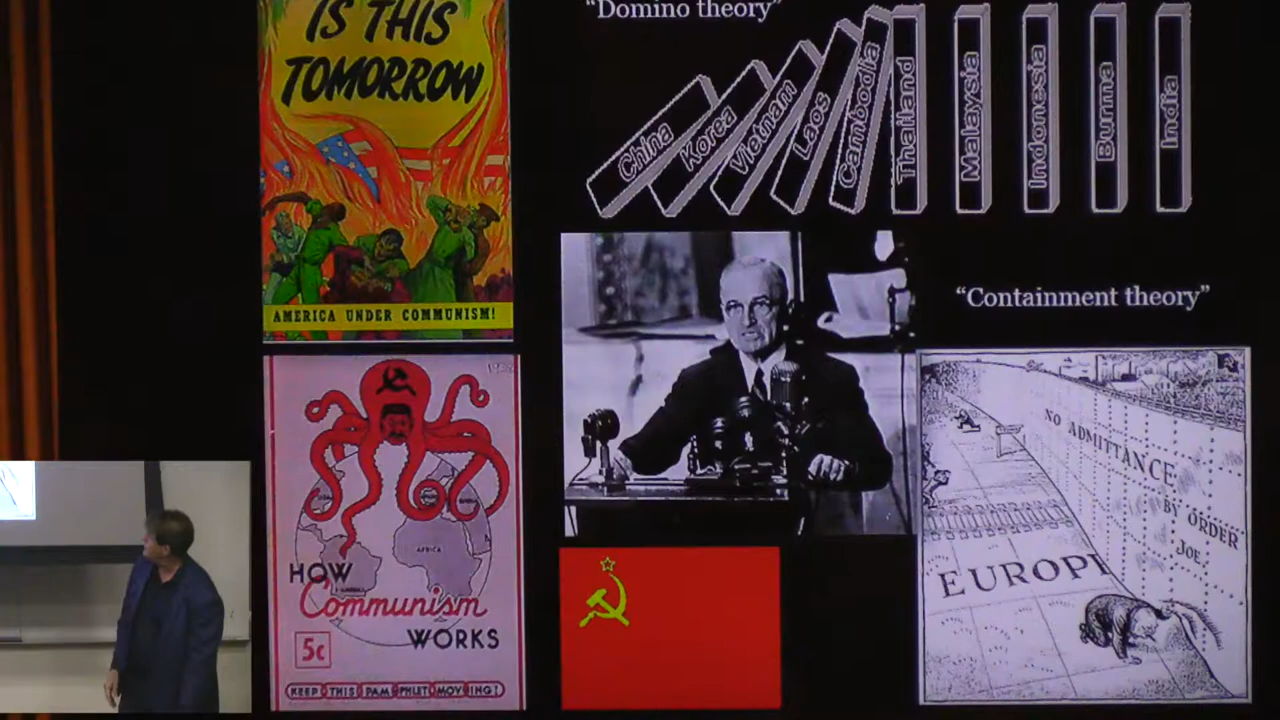 IS THIS
TOMORROW
AMERICA UNDER COMMUNISM!
"Domino theory"
China
Korea
Vietnam
Laos
Cambodia
Thailand
Malaysia
Indonesia
Burma
India
"Containment theory"
AFRICA
HOW
Communism
WORKS
5c
KEEP THIS PAMPHLET MOVING!
NO ADMITTANCE
BY ORDER
JOE
EUROPE